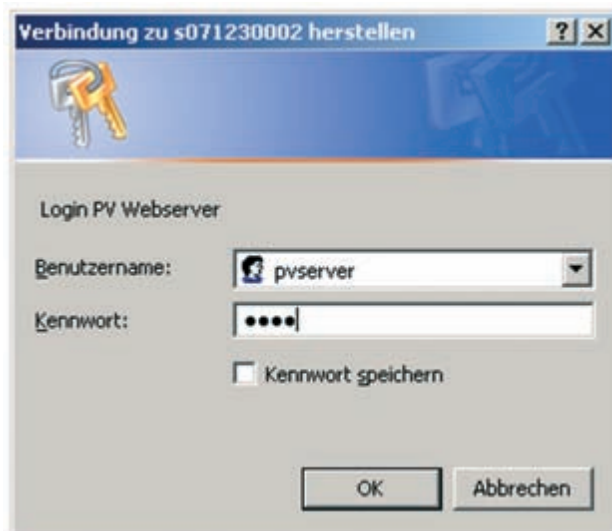 Verbindung zu s071230002 herstellen
Login PV Webserver
Benutzername: pvserver
Kennwort: ●●●●
Kennwort speichern
OK Abbrechen